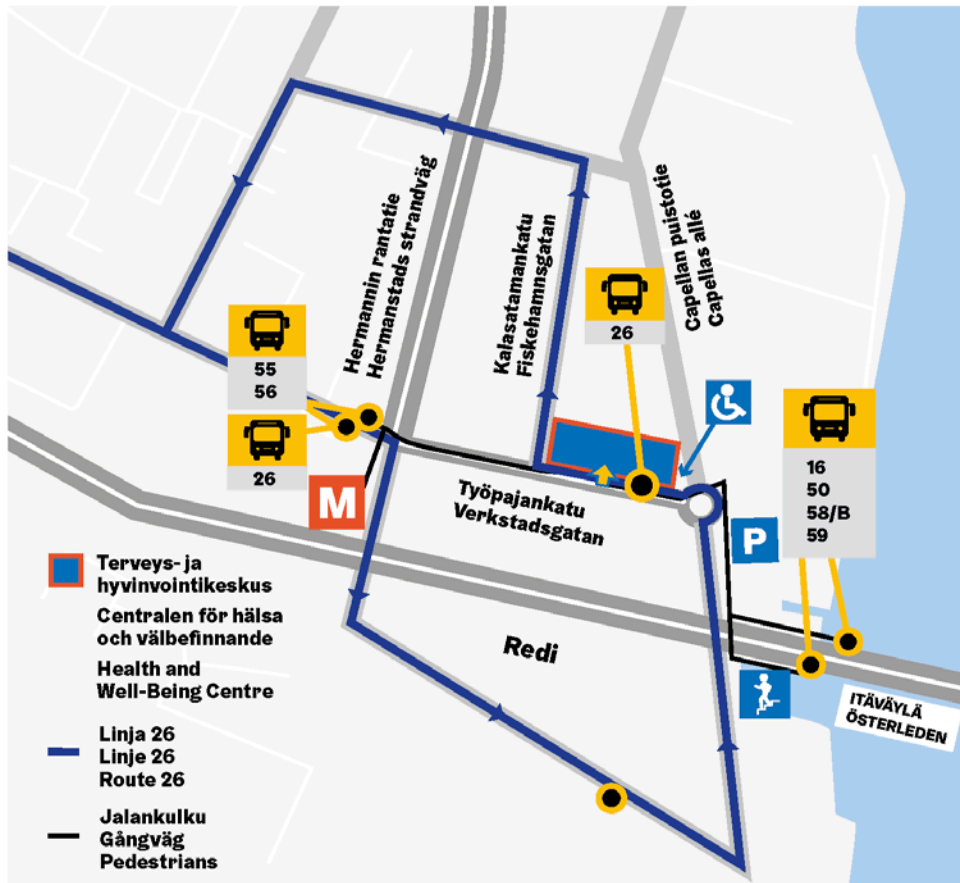 Hermannin rantatie
Hermanstads strandväg
Kalasatamankatu
Fiskehamnsgatan
Capellan puistotie
Capellas allé
26
55
56
26
M
Työpajankatu
Verkstadsgatan
P
16
50
58/B
59
Redi
ITÄVÄYLÄ
ÖSTERLEDEN
Terveys- ja
hyvinvointikeskus
Centralen för hälsa
och välbefinnande
Health and
Well-Being Centre
Linja 26
Linje 26
Route 26
Jalankulku
Gångväg
Pedestrians